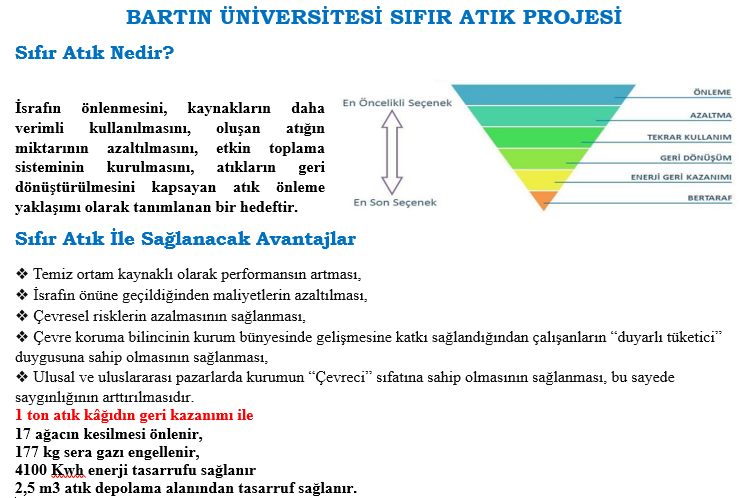 BARTIN ÜNİVERSİTESİ SIFIR ATIK PROJESİ
Sıfır Atık Nedir?
İsrafın önlenmesini, kaynakların daha
verimli kullanılmasını, oluşan atığın
miktarının azaltılmasını, etkin toplama
sisteminin kurulmasını, atıkların geri
dönüştürülmesini kapsayan atık önleme
yaklaşımı olarak tanımlanan bir hedeftir.
En Öncelikli Seçenek
En Son Seçenek
ÖNLEME
AZALTMA
TEKRAR KULLANIM
GERİ DÖNÜŞÜM
ENERJİ GERİ KAZANIMI
BERTARAF
Sıfır Atık İle Sağlanacak Avantajlar
❖ Temiz ortam kaynaklı olarak performansın artması,
❖ İsrafın önüne geçildiğinden maliyetlerin azaltılması,
❖ Çevresel risklerin azalmasının sağlanması,
❖ Çevre koruma bilincinin kurum bünyesinde gelişmesine katkı sağlandığından çalışanların “duyarlı tüketici”
duygusuna sahip olmasının sağlanması,
❖ Ulusal ve uluslararası pazarlarda kurumun “Çevreci” sıfatına sahip olmasının sağlanması, bu sayede
saygınlığının arttırılmasıdır.
1 ton atık kâğıdın geri kazanımı ile
17 ağacın kesilmesi önlenir,
177 kg sera gazı engellenir,
4100 Kwh enerji tasarrufu sağlanır
2,5 m3 atık depolama alanından tasarruf sağlanır.